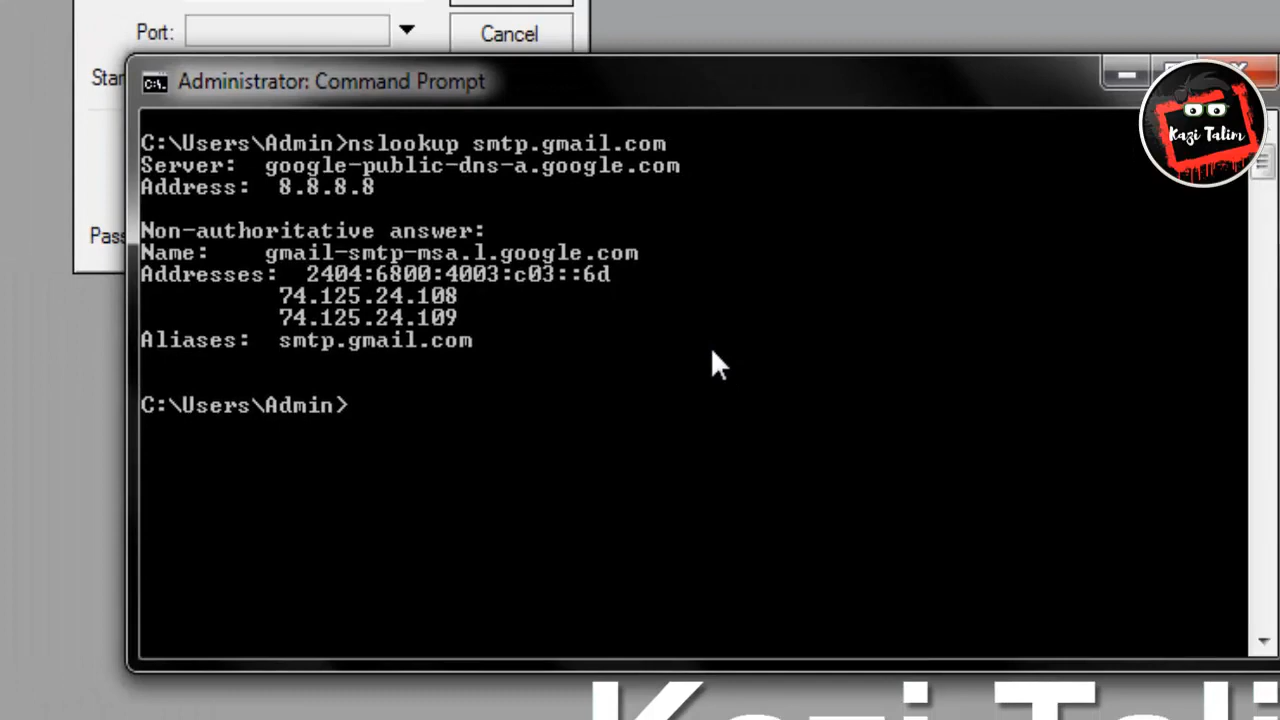 Port:
Cancel
Star
Administrator: Command Prompt
Kazi Talim
C:\Users\Admin>nslookup smtp.gmail.com
Server:  google-public-dns-a.google.com
Address:  8.8.8.8
Non-authoritative answer:
Pass
Name:    gmail-smtp-msa.l.google.com
Addresses:  2404:6800:4003:c03::6d
74.125.24.108
74.125.24.109
Aliases:  smtp.gmail.com
C:\Users\Admin>
Kazi Tali